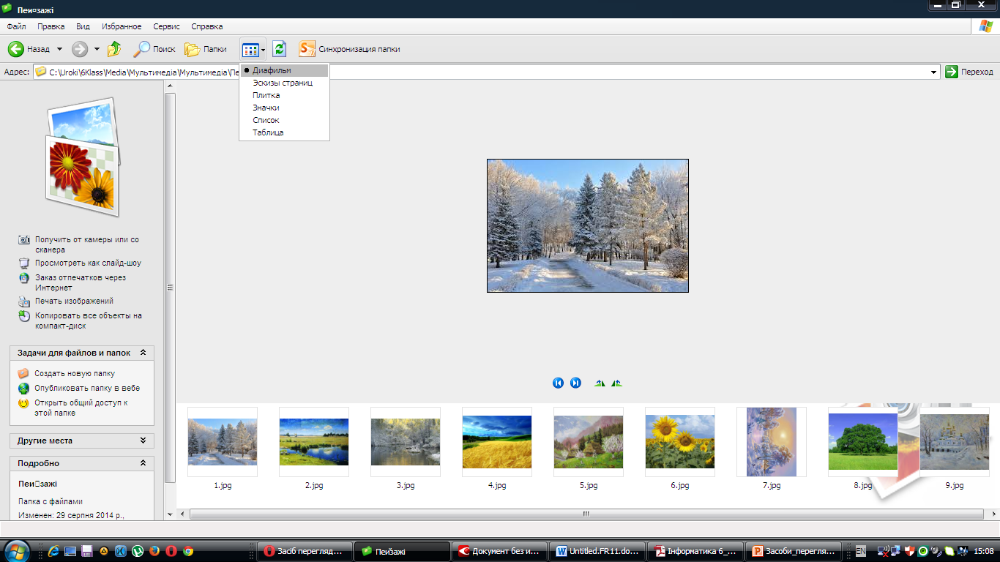 Пей□зажі
Файл Правка Вид Избранное Сервис Справка
Назад Поиск Папки Синхронизация папки
Адрес: C:\Uroki\6Klass\Media\Мультимедіа\Мультимедіа\Пе Переход
Диафильм
Эскизы страниц
Плитка
Значки
Список
Таблица
Получить от камеры или со
сканера
Просмотреть как слайд-шоу
Заказ отпечатков через
Интернет
Печать изображений
Копировать все объекты на
компакт-диск
Задачи для файлов и папок
Создать новую папку
Опубликовать папку в вебе
Открыть общий доступ к
этой папке
Другие места
Подробно
Пеи□зажі
Папка с файлами
Изменен: 29 серпня 2014 р.,
1.jpg 2.jpg 3.jpg 4.jpg 5.jpg 6.jpg 7.jpg 8.jpg 9.jpg
Засіб перегляд... Пейзажі Документ без и... Untitled.FR11.do... Інформатика 6_... Засоби_перегля... EN 15:08